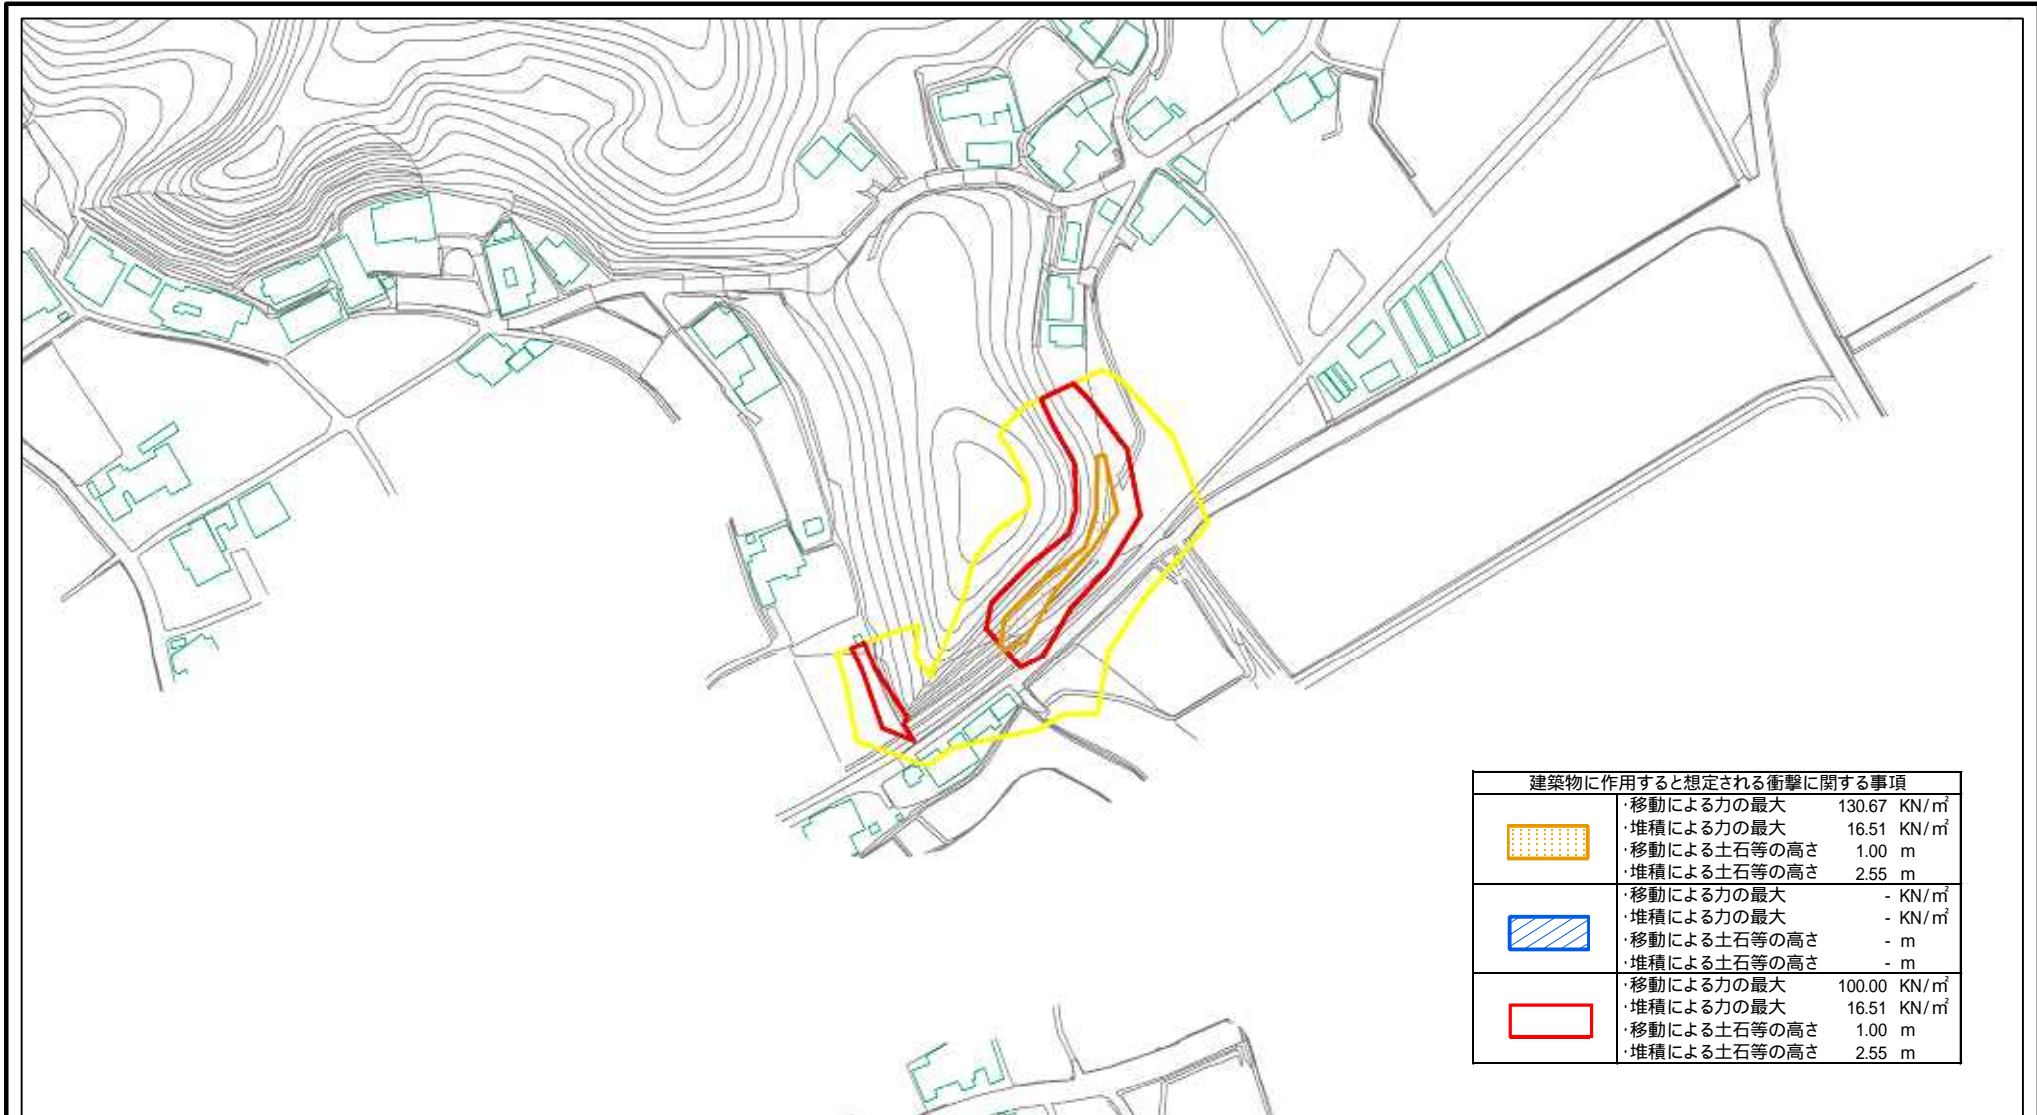 建築物に作用すると想定される衝撃に関する事項
・移動による力の最大 130.67 KN/㎡
・堆積による力の最大 16.51 KN/㎡
・移動による土石等の高さ 1.00 m
・堆積による土石等の高さ 2.55 m
・移動による力の最大 - KN/㎡
・堆積による力の最大 - KN/㎡
・移動による土石等の高さ - m
・堆積による土石等の高さ - m
・移動による力の最大 100.00 KN/㎡
・堆積による力の最大 16.51 KN/㎡
・移動による土石等の高さ 1.00 m
・堆積による土石等の高さ 2.55 m